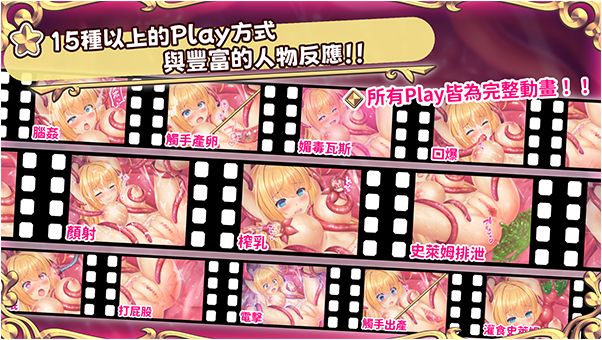 15種以上的Play方式
與豐富的人物反應!!
所有Play皆為完整動畫！！
腦姦
觸手產卵
媚毒瓦斯
口爆
顏射
榨乳
史萊姆排泄
打屁股
電擊
觸手出產
灌食史萊姆